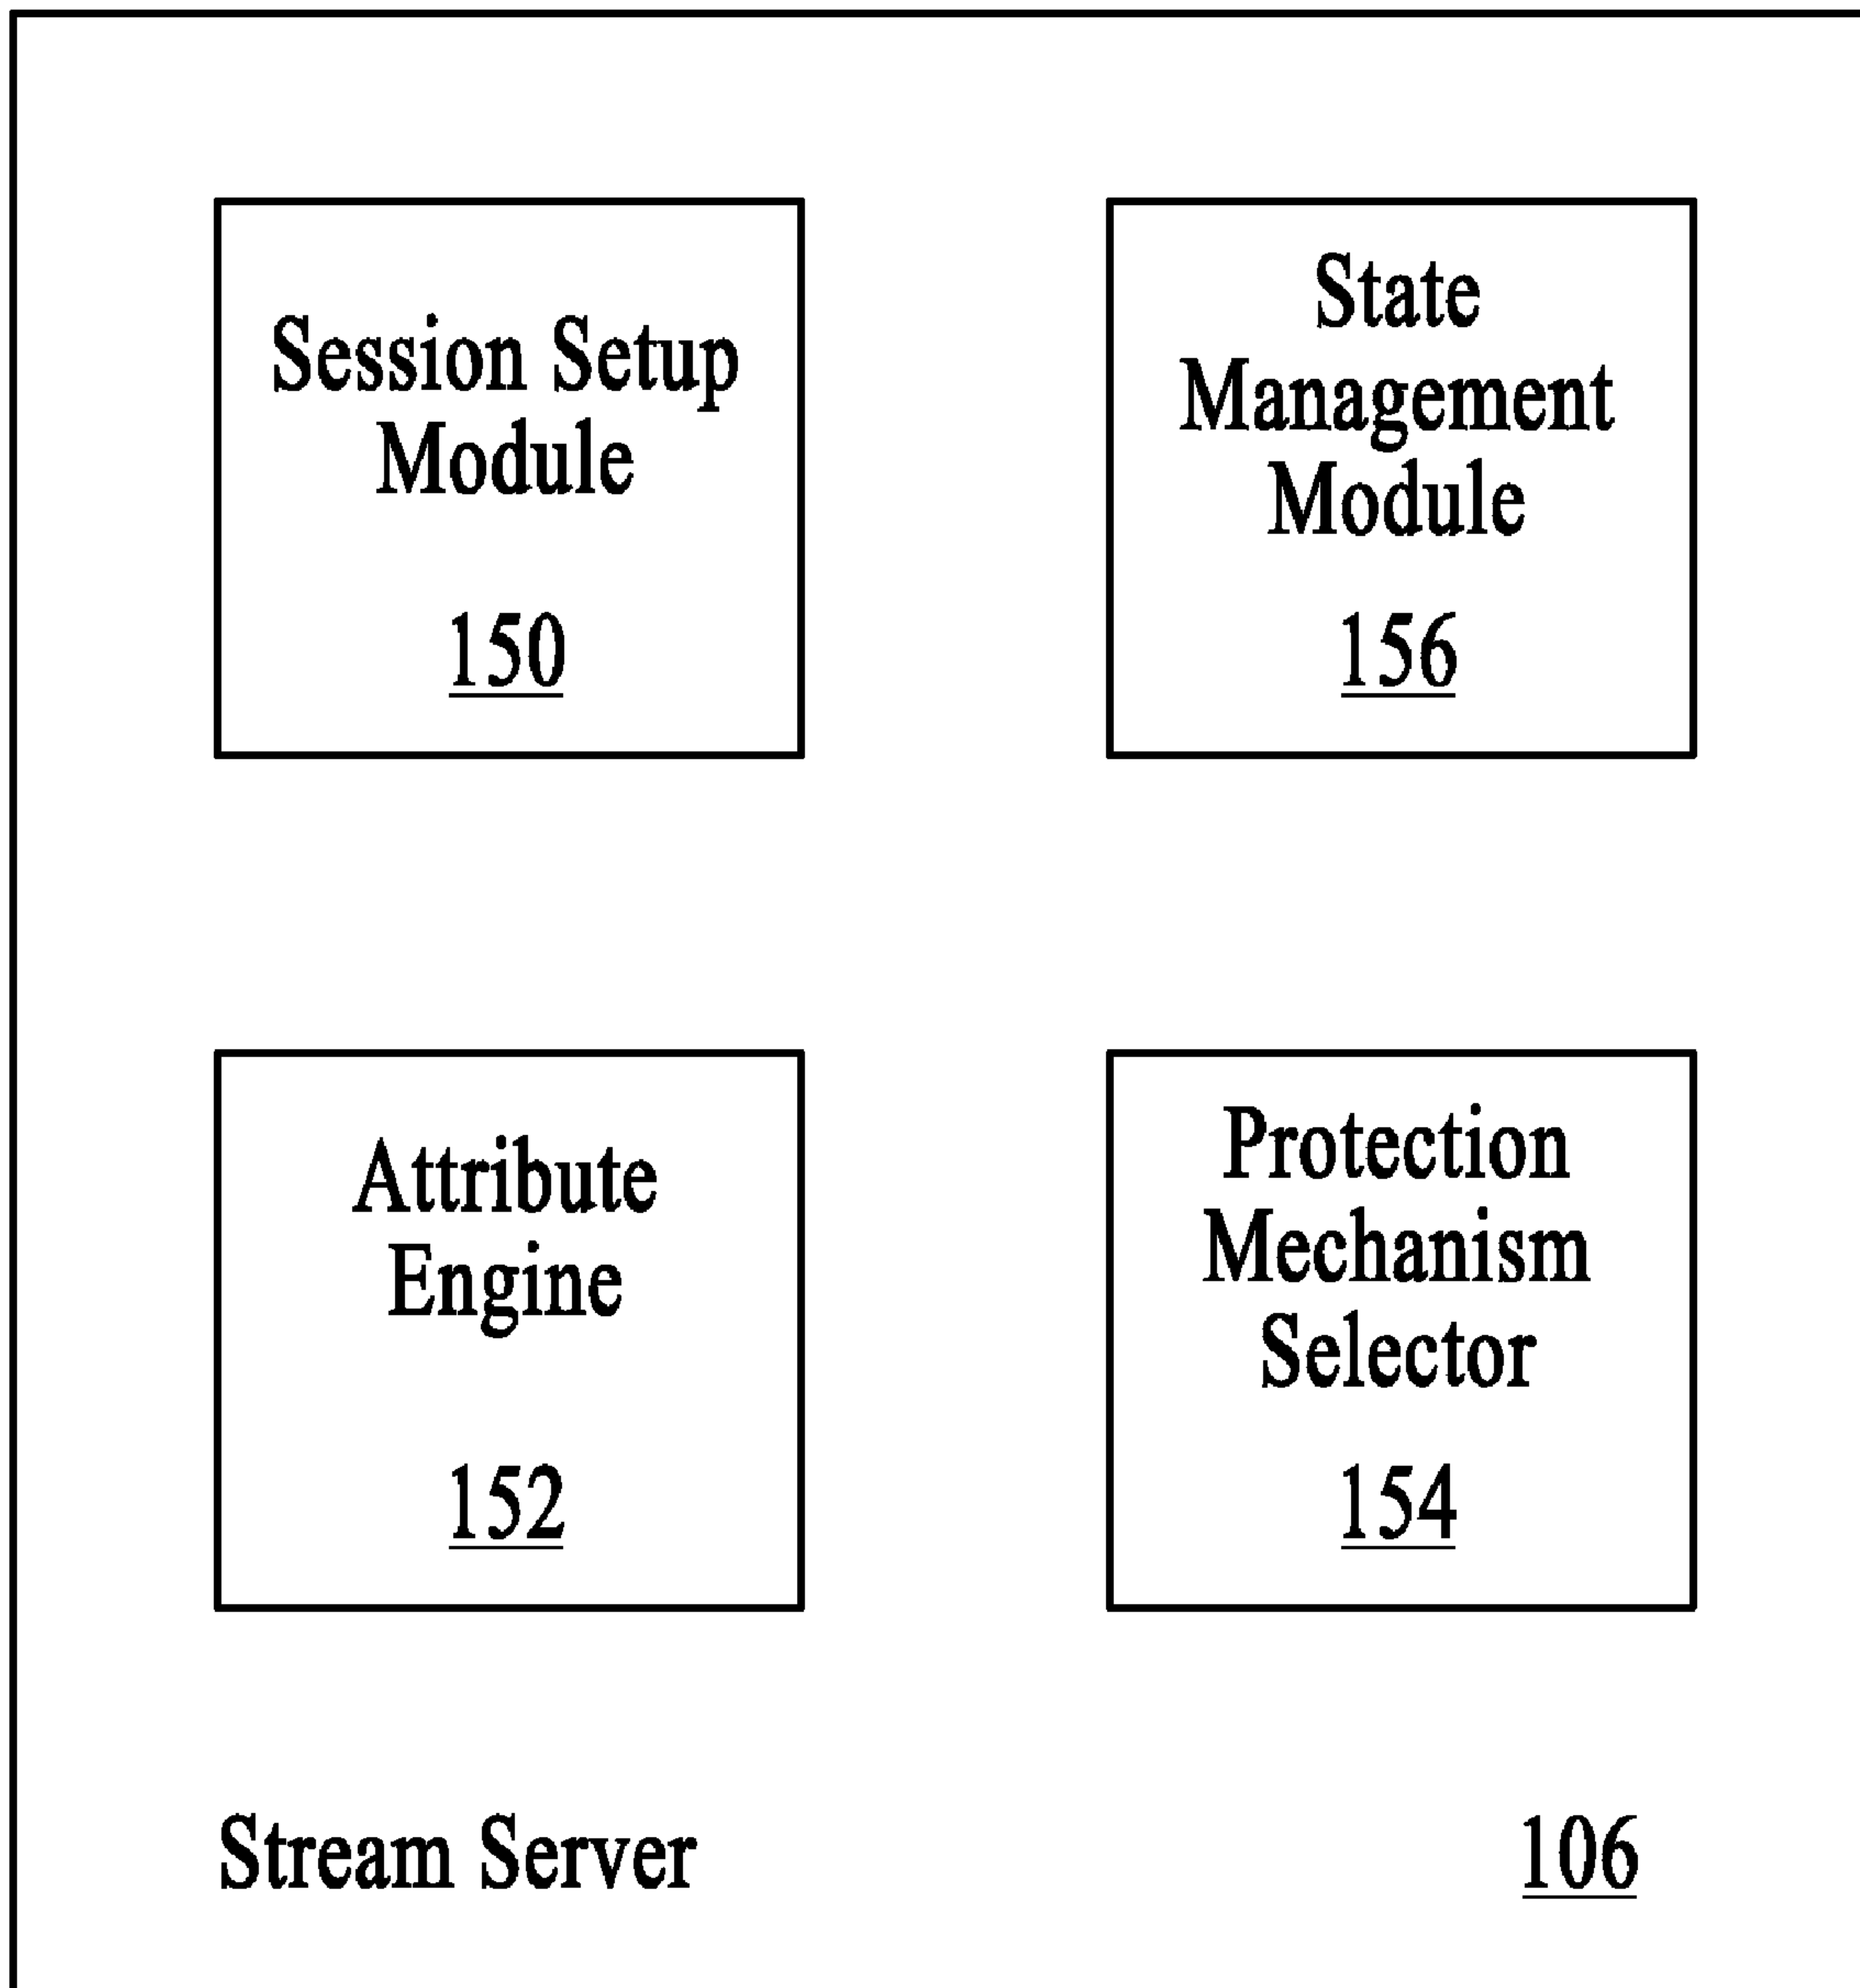 Session Setup
Module
150
State
Management
Module
156
Attribute
Engine
152
Protection
Mechanism
Selector
154
Stream Server
106